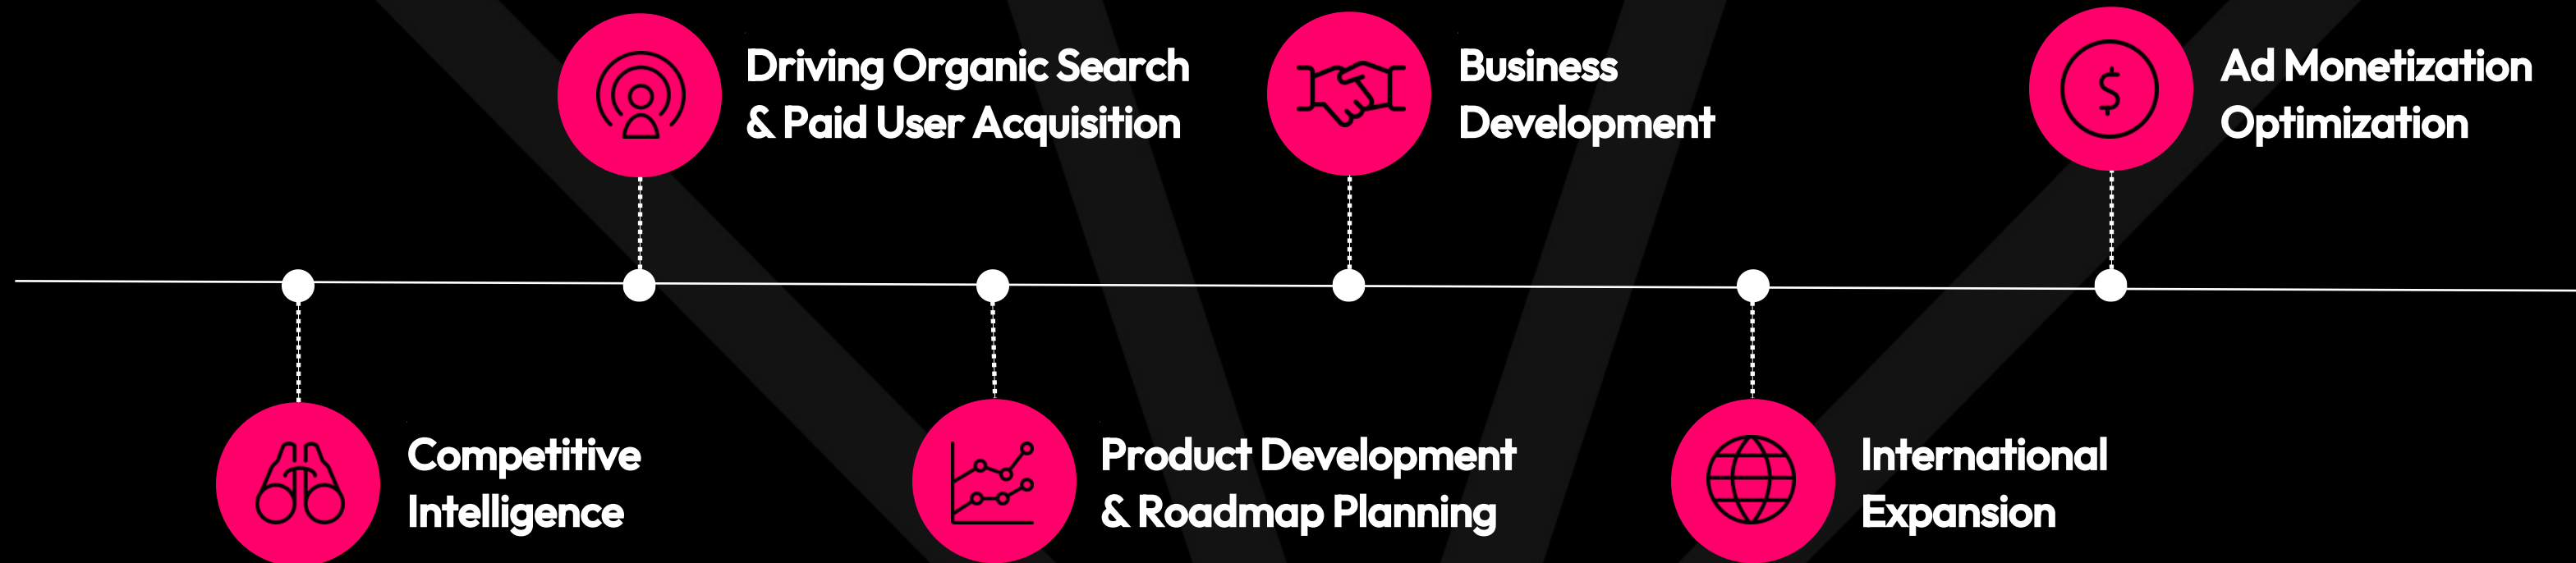 Driving Organic Search
& Paid User Acquisition
Business
Development
Ad Monetization
Optimization
Competitive
Intelligence
Product Development
& Roadmap Planning
International
Expansion